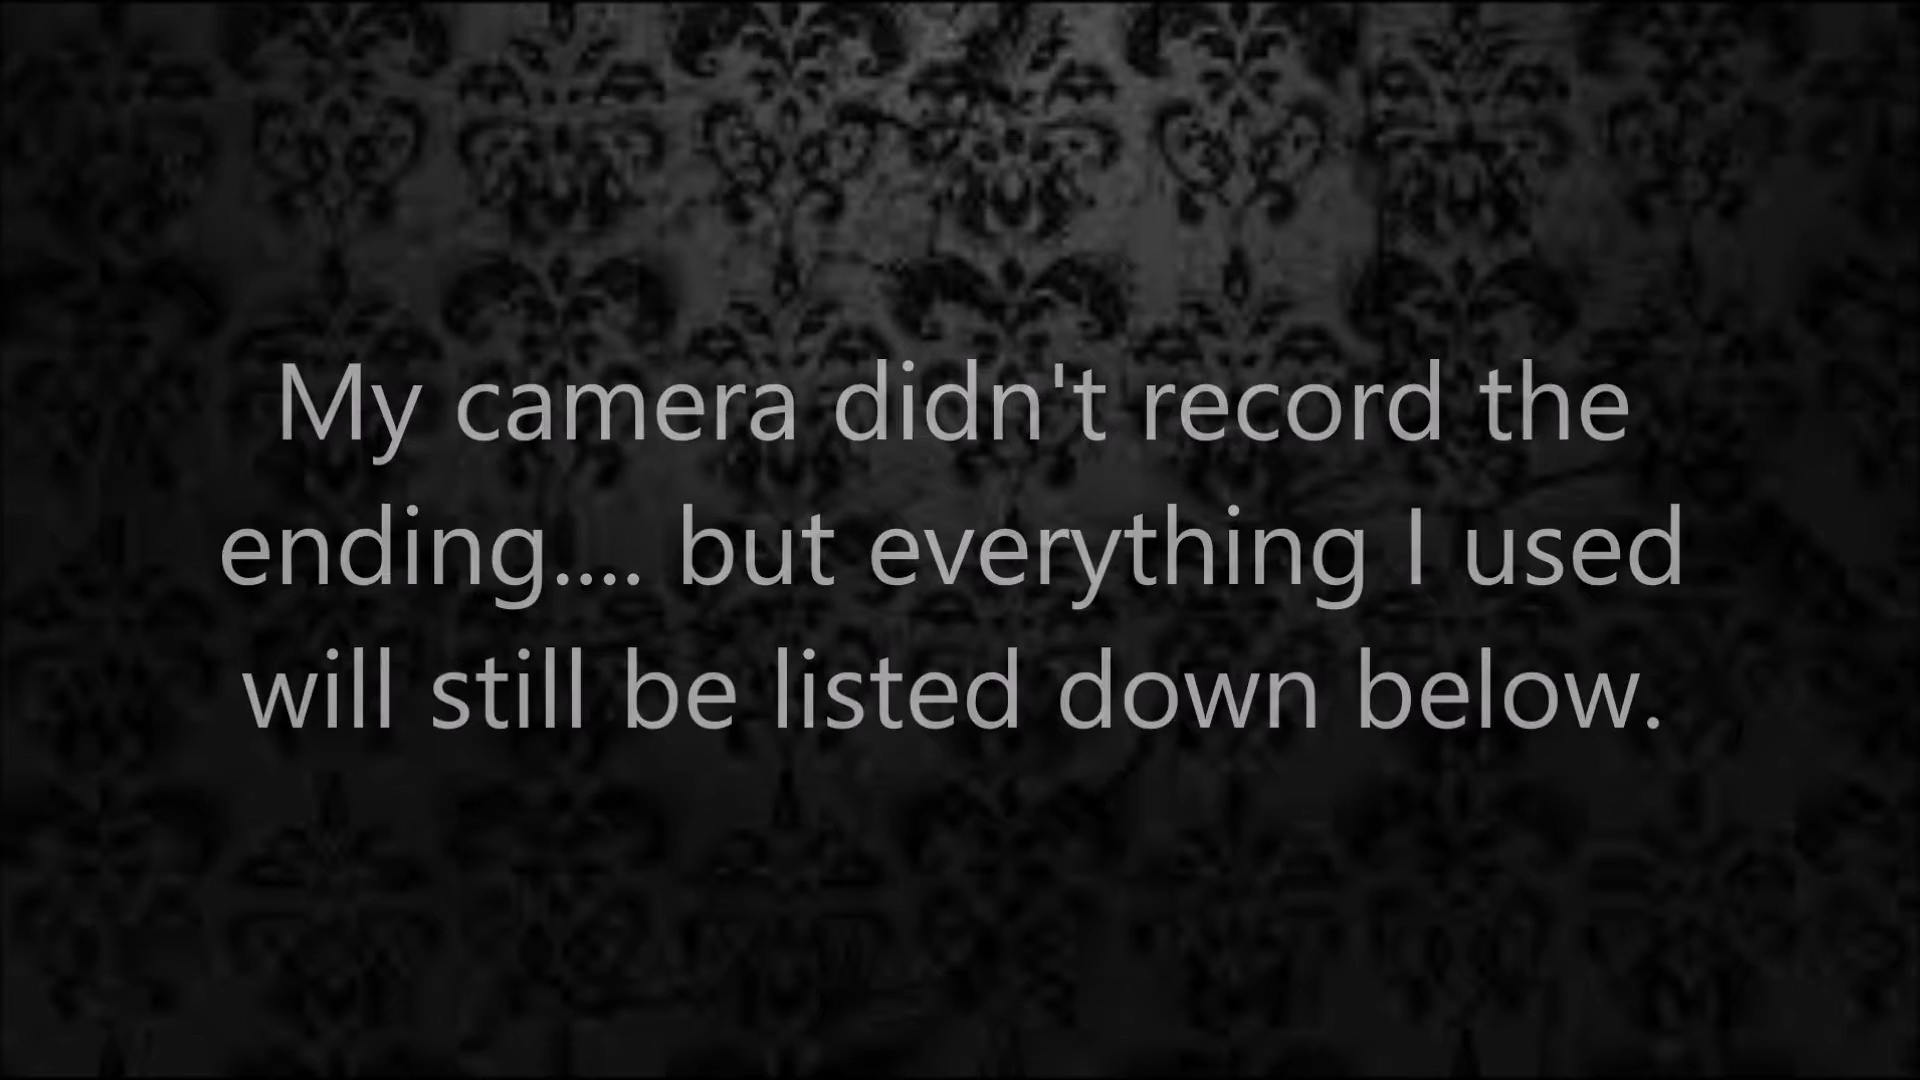 My camera didn't record the
ending.... but everything I used
will still be listed down below.